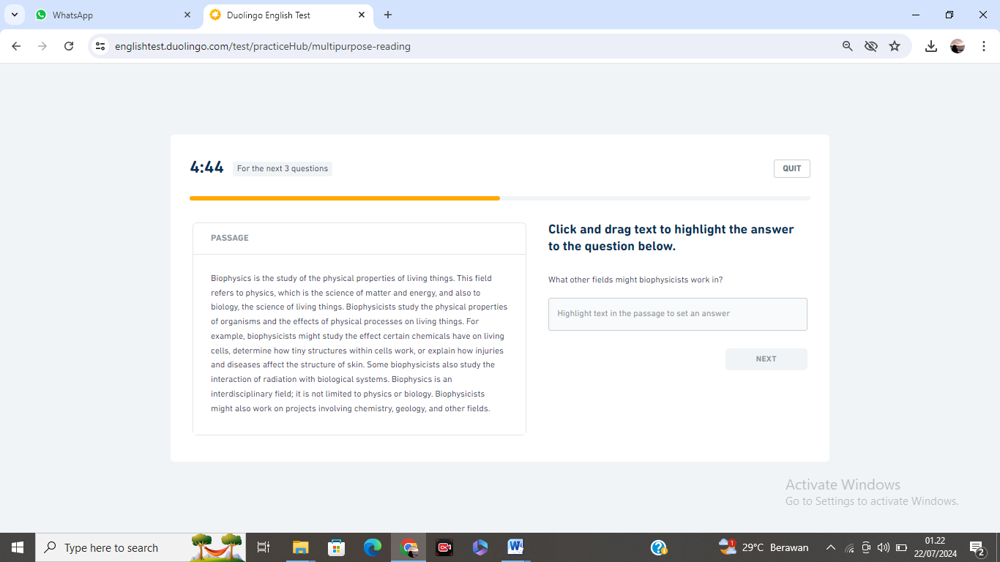 WhatsApp
Duolingo English Test
englishtest.duolingo.com/test/practiceHub/multipurpose-reading
4:44
For the next 3 questions
QUIT
PASSAGE
Biophysics is the study of the physical properties of living things. This field
refers to physics, which is the science of matter and energy, and also to
biology, the science of living things. Biophysicists study the physical properties
of organisms and the effects of physical processes on living things. For
example, biophysicists might study the effect certain chemicals have on living
cells, determine how tiny structures within cells work, or explain how injuries
and diseases affect the structure of skin. Some biophysicists also study the
interaction of radiation with biological systems. Biophysics is an
interdisciplinary field; it is not limited to physics or biology. Biophysicists
might also work on projects involving chemistry, geology, and other fields.
Click and drag text to highlight the answer
to the question below.
What other fields might biophysicists work in?
Highlight text in the passage to set an answer
NEXT
Activate Windows
Go to Settings to activate Windows.
Type here to search
1
29°C Berawan
01.22
22/07/2024
2